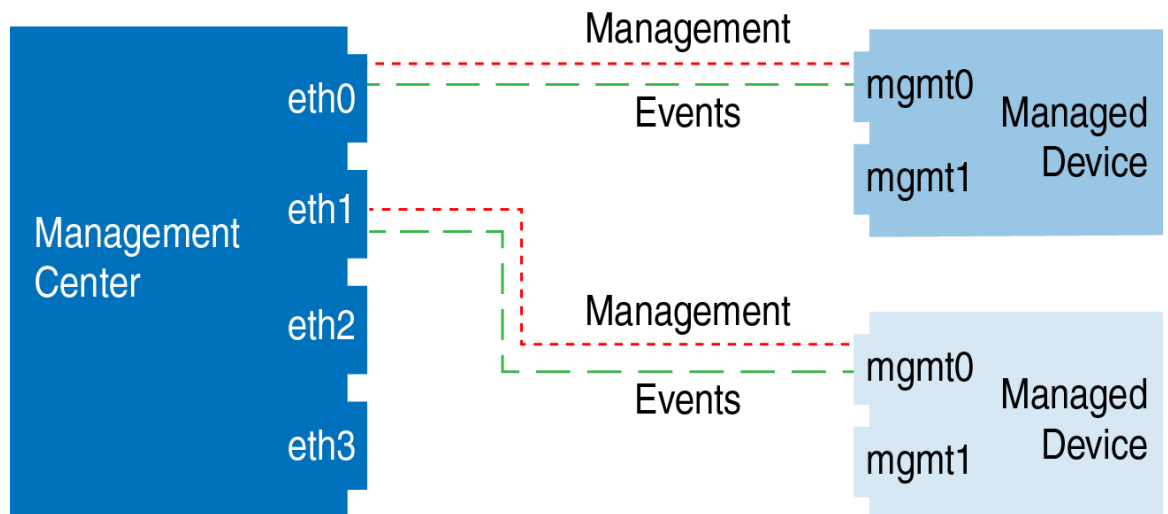 Management
Center
eth0
eth1
eth2
eth3
Management
Events
mgmt0
mgmt1
Managed
Device
Management
Events
mgmt0
mgmt1
Managed
Device